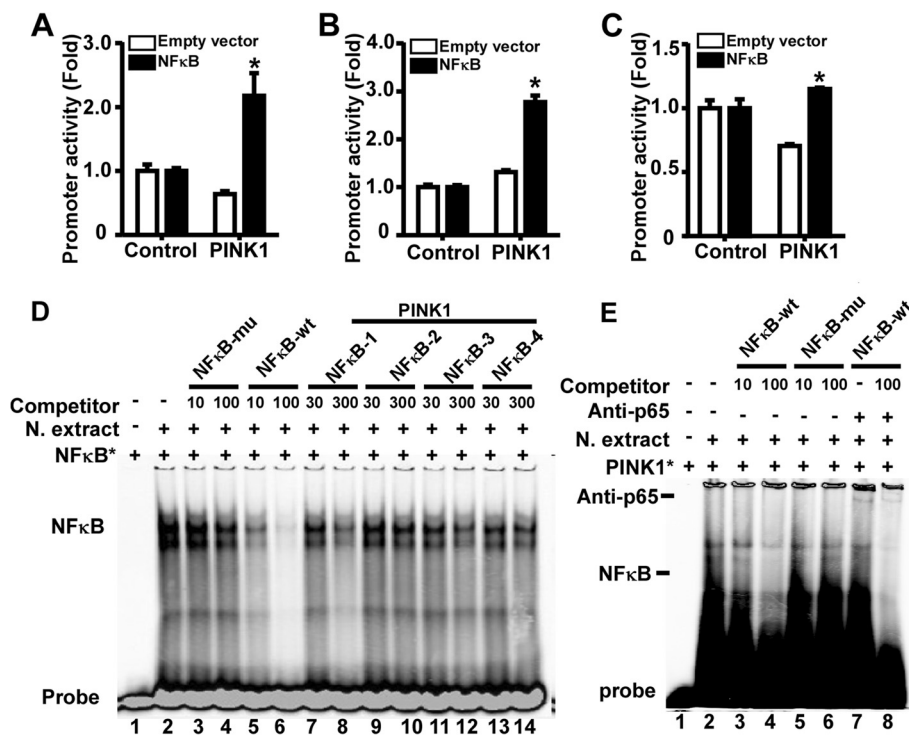 A
Promoter activity (Fold)
3.0
2.0
1.0
0
Empty vector
NFκB
*
Control PINK1
B
Promoter activity (Fold)
4.0
3.0
2.0
1.0
0
Empty vector
NFκB
*
Control PINK1
C
Promoter activity (Fold)
1.5
1.0
0.5
0
Empty vector
NFκB
*
Control PINK1
D
PINK1
NFκB-mu NFκB-wt NFκB-1 NFκB-2 NFκB-3 NFκB-4
Competitor - - 10 100 10 100 30 300 30 300 30 300 30 300
N. extract - + + + + + + + + + + + + +
NFκB* + + + + + + + + + + + + + +
NFκB
Probe
1 2 3 4 5 6 7 8 9 10 11 12 13 14
E
NFκB-wt NFκB-mu NFκB-wt
Competitor - - 10 100 10 100 - 100
Anti-p65 - - - - - - + +
N. extract - + + + + + + +
PINK1* + + + + + + + +
Anti-p65
NFκB
probe
1 2 3 4 5 6 7 8